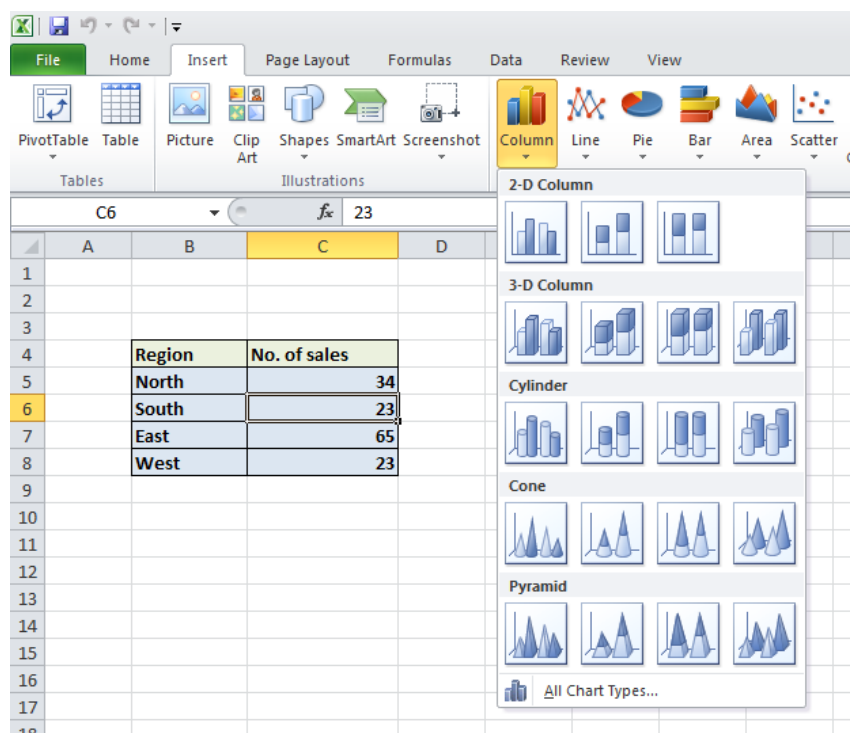 File Home Insert Page Layout Formulas Data Review View
PivotTable Table Picture Clip Art Shapes SmartArt Screenshot Column Line Pie Bar Area Scatter
Tables Illustrations
C6 fx 23
A B C D
1
2
3
4 Region No. of sales
5 North 34
6 South 23
7 East 65
8 West 23
9
10
11
12
13
14
15
16
17
18
2-D Column
3-D Column
Cylinder
Cone
Pyramid
All Chart Types...